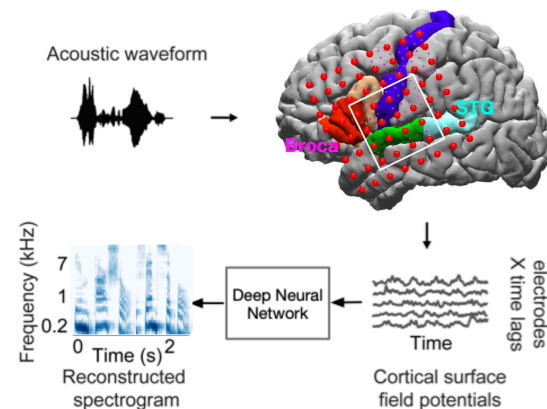 Acoustic waveform
STG
Broca
Frequency (kHz)
7
1
0.2
0
2
Time (s)
Reconstructed
spectrogram
Deep Neural
Network
Time
electrodes
X time lags
Cortical surface
field potentials